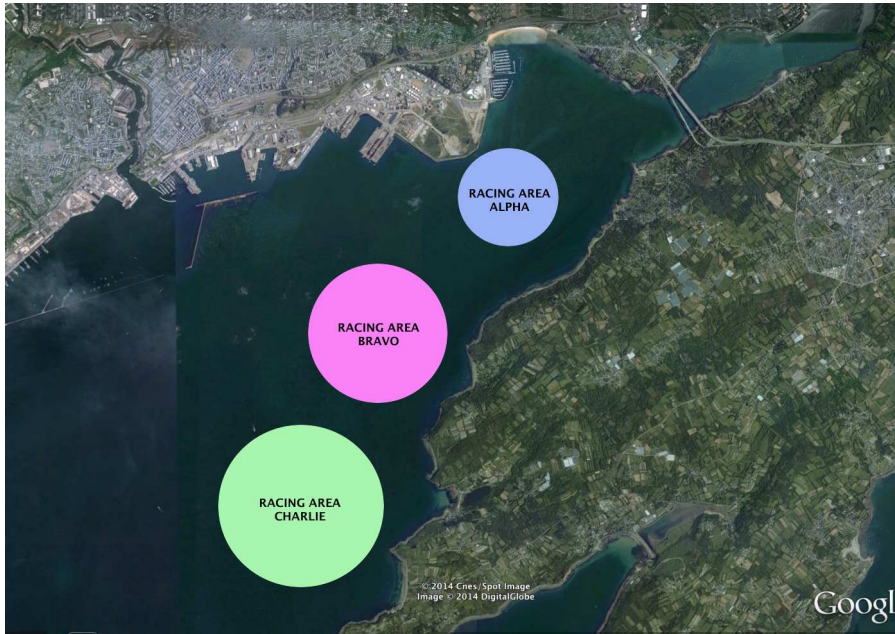 RACING AREA
ALPHA
RACING AREA
BRAVO
RACING AREA
CHARLIE
© 2014 Cnes/Spot Image
Image © 2014 DigitalGlobe
Googl